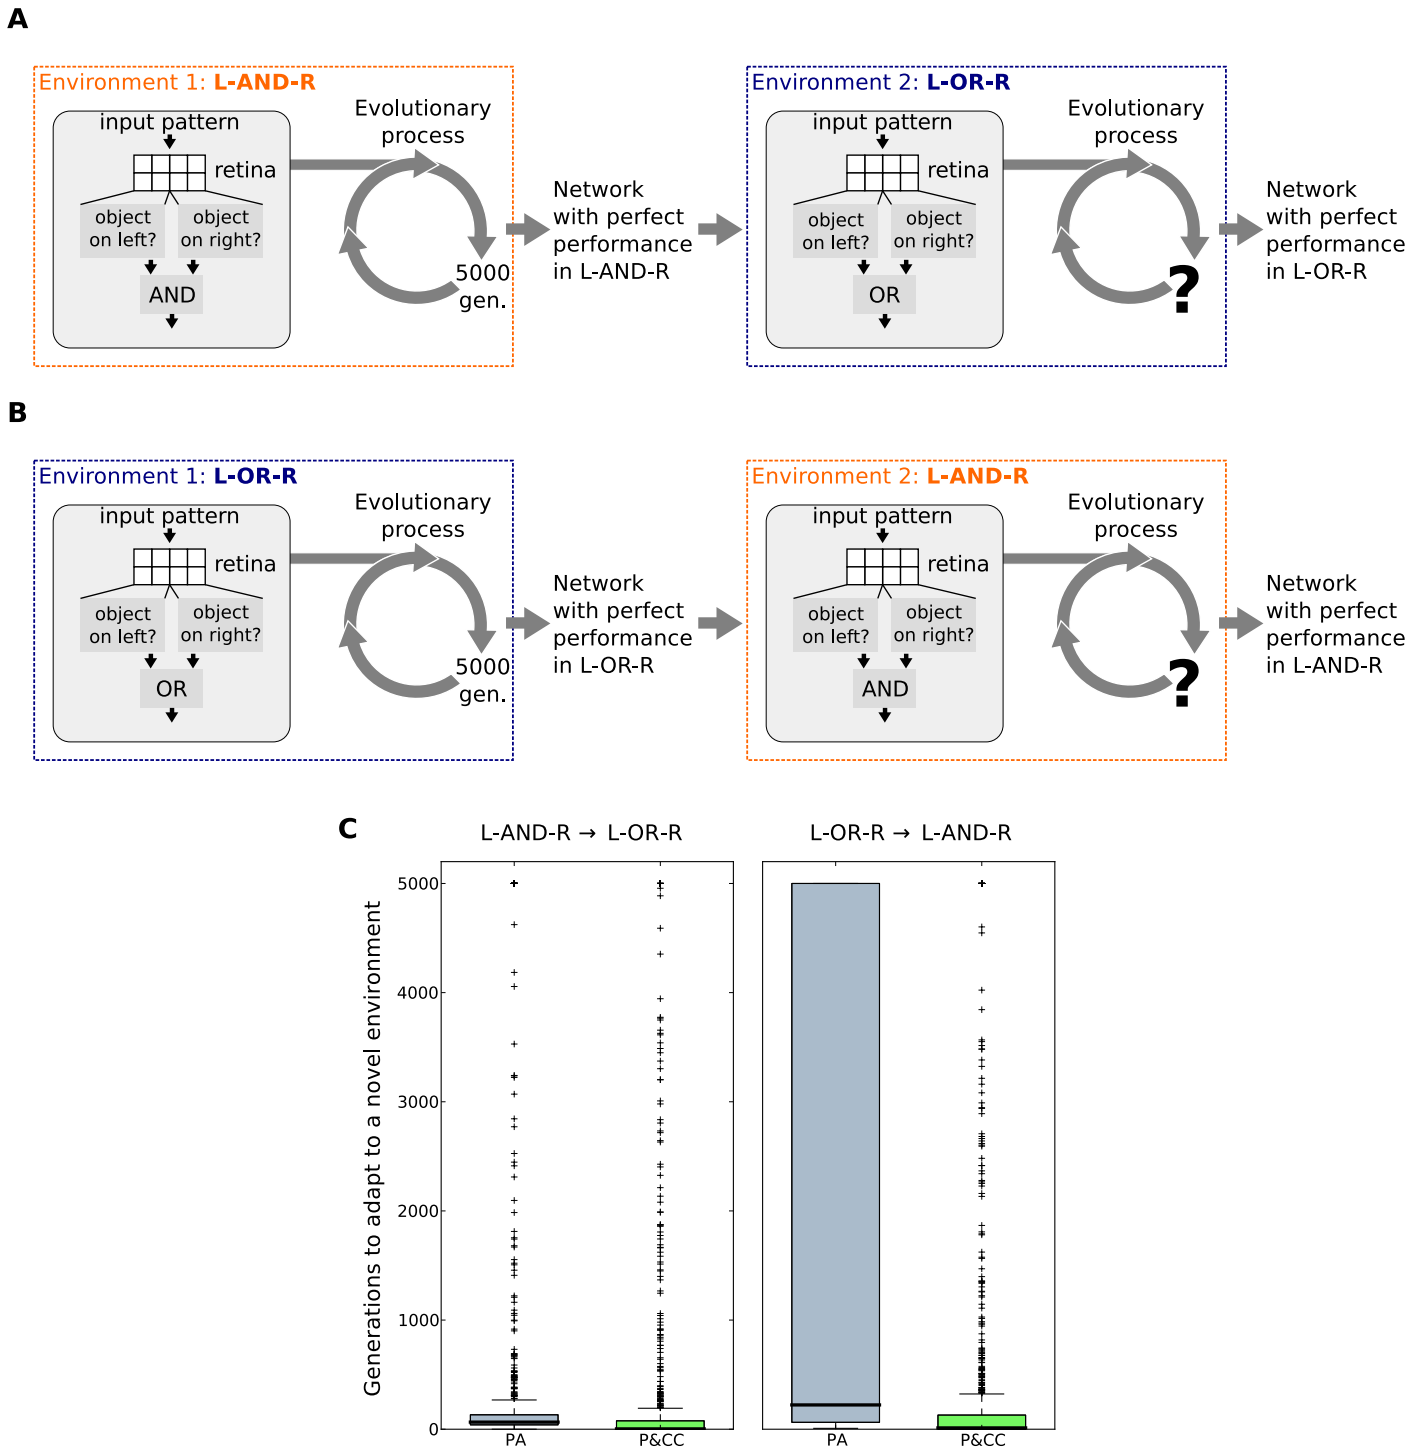 A
Environment 1: L-AND-R
input pattern
retina
object
on left?
object
on right?
AND
Evolutionary
process
5000
gen.
Network
with perfect
performance
in L-AND-R
Environment 2: L-OR-R
input pattern
retina
object
on left?
object
on right?
OR
Evolutionary
process
?
Network
with perfect
performance
in L-OR-R
B
Environment 1: L-OR-R
input pattern
retina
object
on left?
object
on right?
OR
Evolutionary
process
5000
gen.
Network
with perfect
performance
in L-OR-R
Environment 2: L-AND-R
input pattern
retina
object
on left?
object
on right?
AND
Evolutionary
process
?
Network
with perfect
performance
in L-AND-R
C
L-AND-R → L-OR-R
L-OR-R → L-AND-R
Generations to adapt to a novel environment
5000
4000
3000
2000
1000
0
PA
P&CC
PA
P&CC